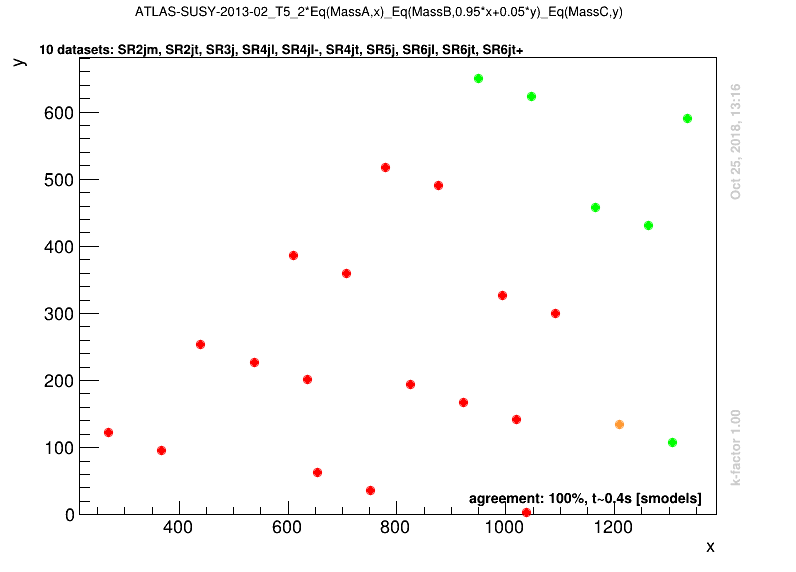 ATLAS-SUSY-2013-02_T5_2*Eq(MassA,x)_Eq(MassB,0.95*x+0.05*y)_Eq(MassC,y)
10 datasets: SR2jm, SR2jt, SR3j, SR4jl, SR4jl-, SR4jt, SR5j, SR6jl, SR6jt, SR6jt+
y
600
500
400
300
200
100
0
agreement: 100%, t~0.4s [smodels]
400 600 800 1000 1200
x
Oct 25, 2018, 13:16
k-factor 1.00